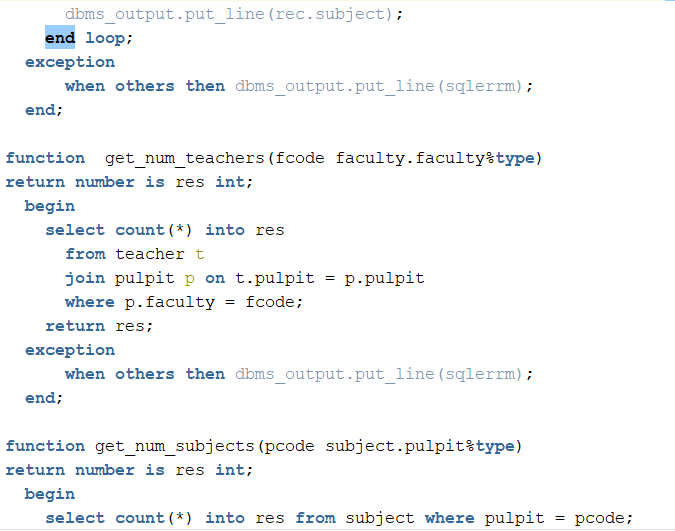 dbms_output.put_line(rec.subject);
end loop;
exception
when others then dbms_output.put_line(sqlerrm);
end;
function  get_num_teachers(fcode faculty.faculty%type)
return number is res int;
begin
select count(*) into res
from teacher t
join pulpit p on t.pulpit = p.pulpit
where p.faculty = fcode;
return res;
exception
when others then dbms_output.put_line(sqlerrm);
end;
function get_num_subjects(pcode subject.pulpit%type)
return number is res int;
begin
select count(*) into res from subject where pulpit = pcode;